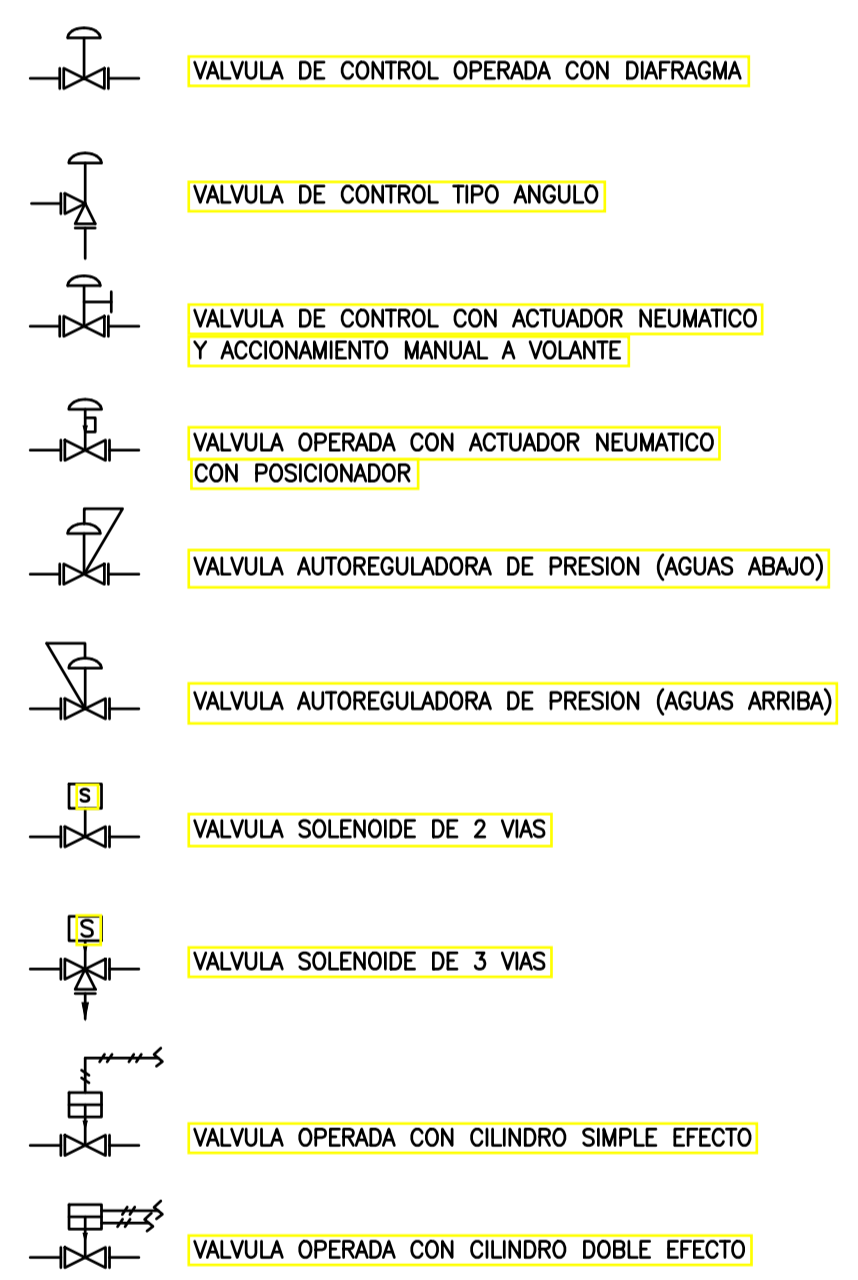 VALVULA DE CONTROL OPERADA CON DIAFRAGMA
VALVULA DE CONTROL TIPO ANGULO
VALVULA DE CONTROL CON ACTUADOR NEUMATICO
Y ACCIONAMIENTO MANUAL A VOLANTE
VALVULA OPERADA CON ACTUADOR NEUMATICO
CON POSICIONADOR
VALVULA AUTOREGULADORA DE PRESION (AGUAS ABAJO)
VALVULA AUTOREGULADORA DE PRESION (AGUAS ARRIBA)
S
VALVULA SOLENOIDE DE 2 VIAS
S
VALVULA SOLENOIDE DE 3 VIAS
VALVULA OPERADA CON CILINDRO SIMPLE EFECTO
VALVULA OPERADA CON CILINDRO DOBLE EFECTO